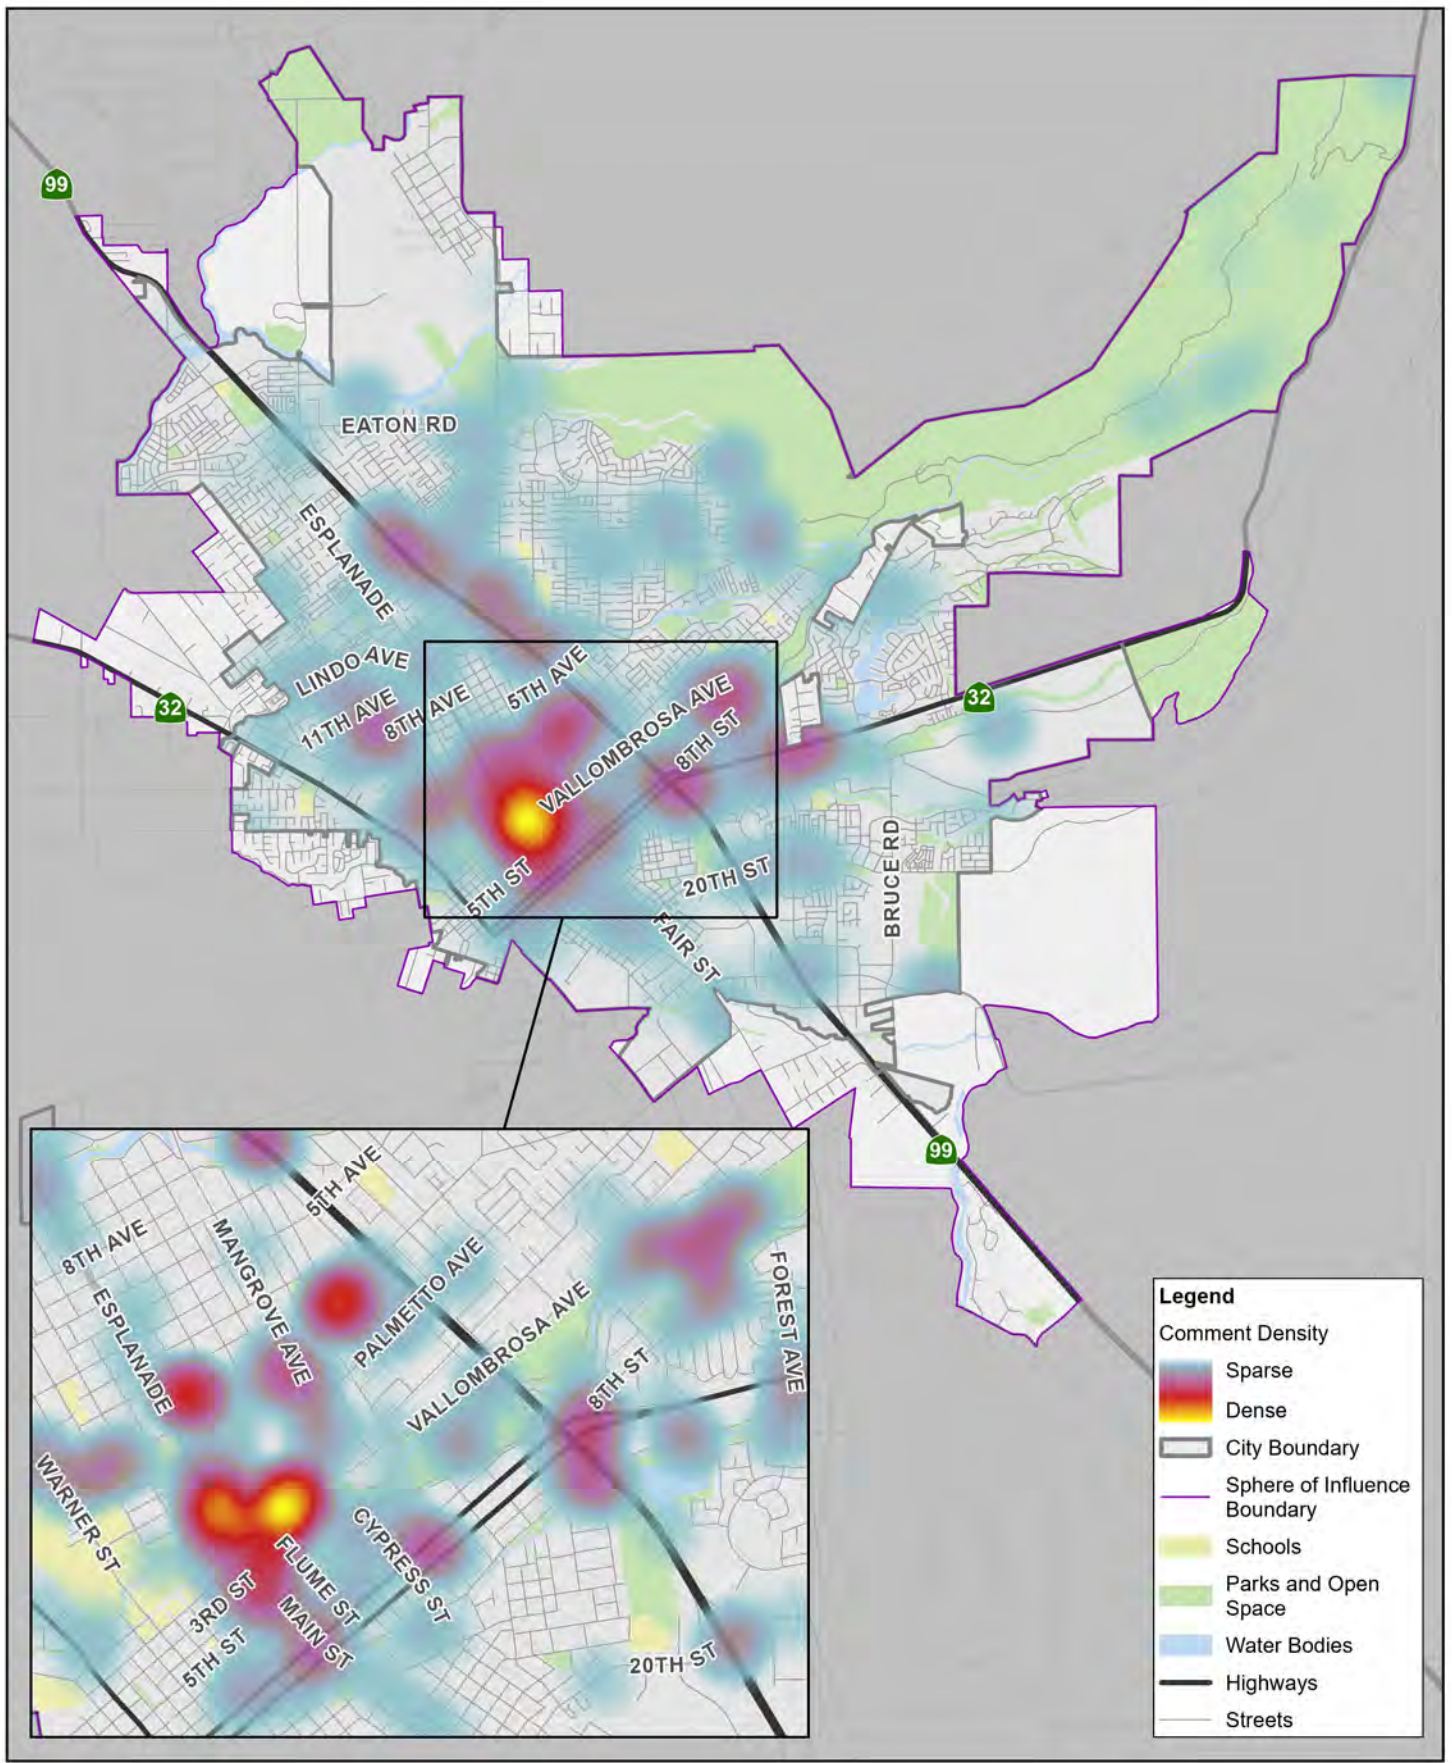 99
EATON RD
ESPLANADE
LINDO AVE
11TH AVE
8TH AVE
5TH AVE
VALLOMBROSA AVE
8TH ST
32
32
5TH ST
20TH ST
BRUCE RD
FAIR ST
99
5TH AVE
8TH AVE
MANGROVE AVE
ESPLANADE
PALMETTO AVE
VALLOMBROSA AVE
FOREST AVE
8TH ST
WARNER ST
CYPRESS ST
FLUME ST
3RD ST
MAIN ST
5TH ST
20TH ST
Legend
Comment Density
Sparse
Dense
City Boundary
Sphere of Influence
Boundary
Schools
Parks and Open
Space
Water Bodies
Highways
Streets